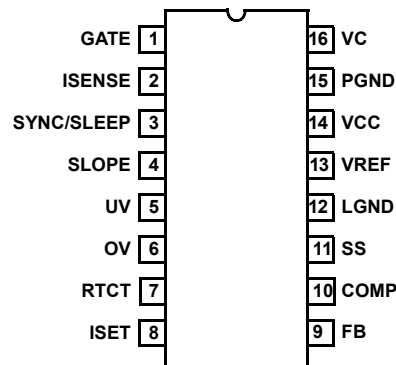 GATE 1 16 VC
ISENSE 2 15 PGND
SYNC/SLEEP 3 14 VCC
SLOPE 4 13 VREF
UV 5 12 LGND
OV 6 11 SS
RTCT 7 10 COMP
ISET 8 9 FB